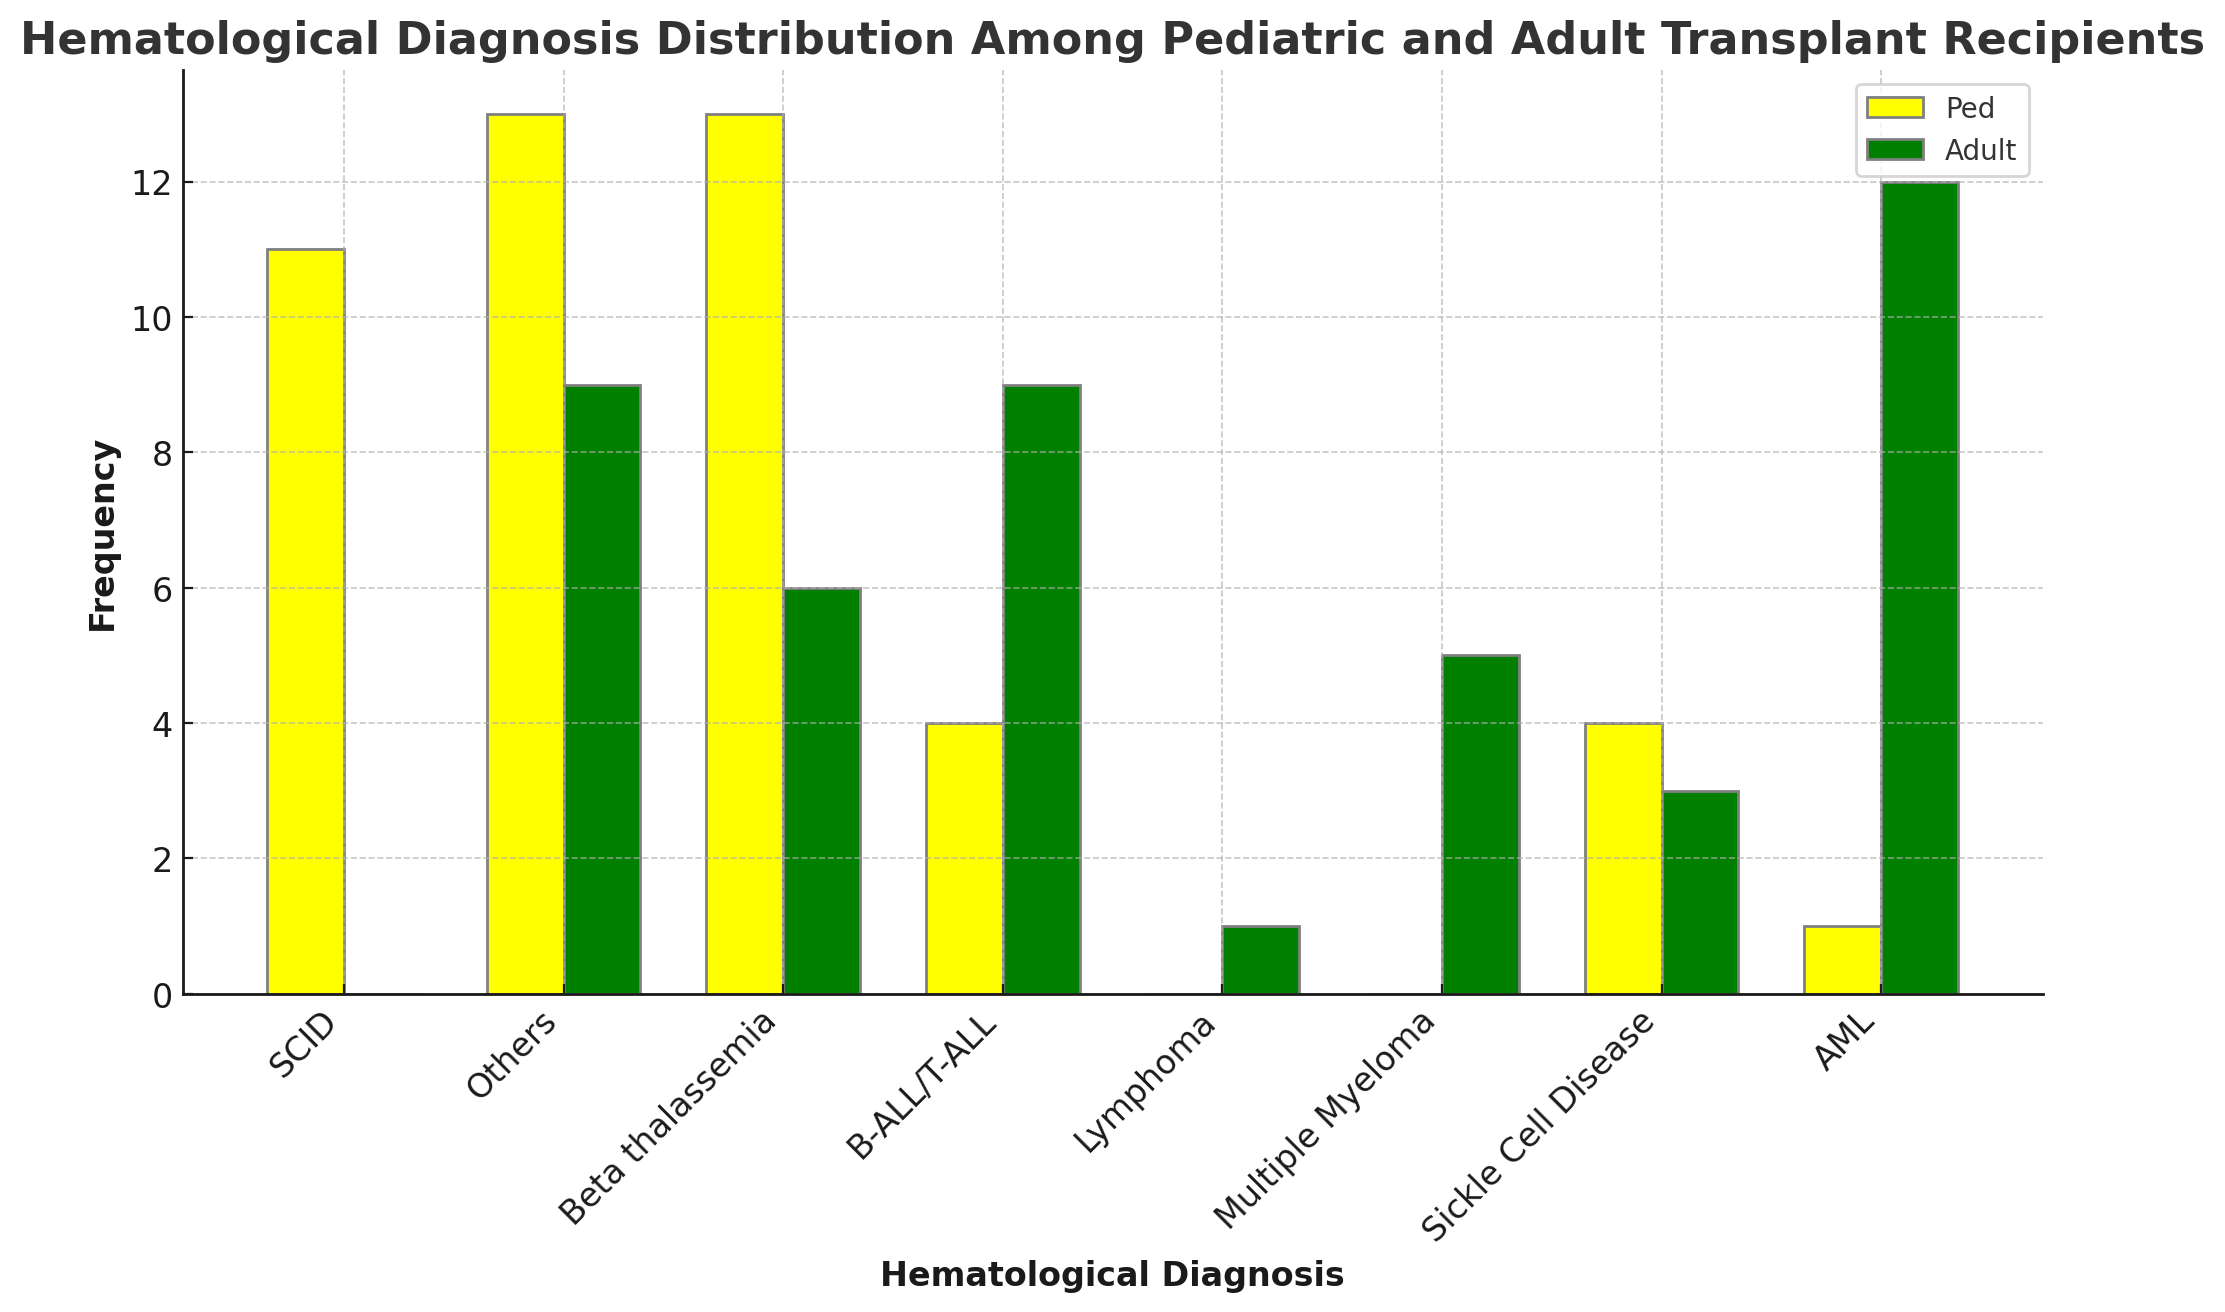 Hematological Diagnosis Distribution Among Pediatric and Adult Transplant Recipients
Ped
Adult
12
10
8
6
4
2
0
Frequency
SCID
Others
Beta thalassemia
B-ALL/T-ALL
Lymphoma
Multiple Myeloma
Sickle Cell Disease
AML
Hematological Diagnosis